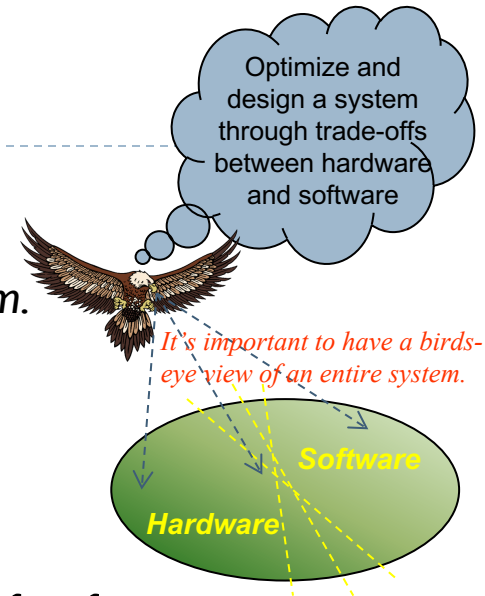 Optimize and
design a system
through trade-offs
between hardware
and software
m.
It's important to have a birds-
eye view of an entire system.
Software
Hardware